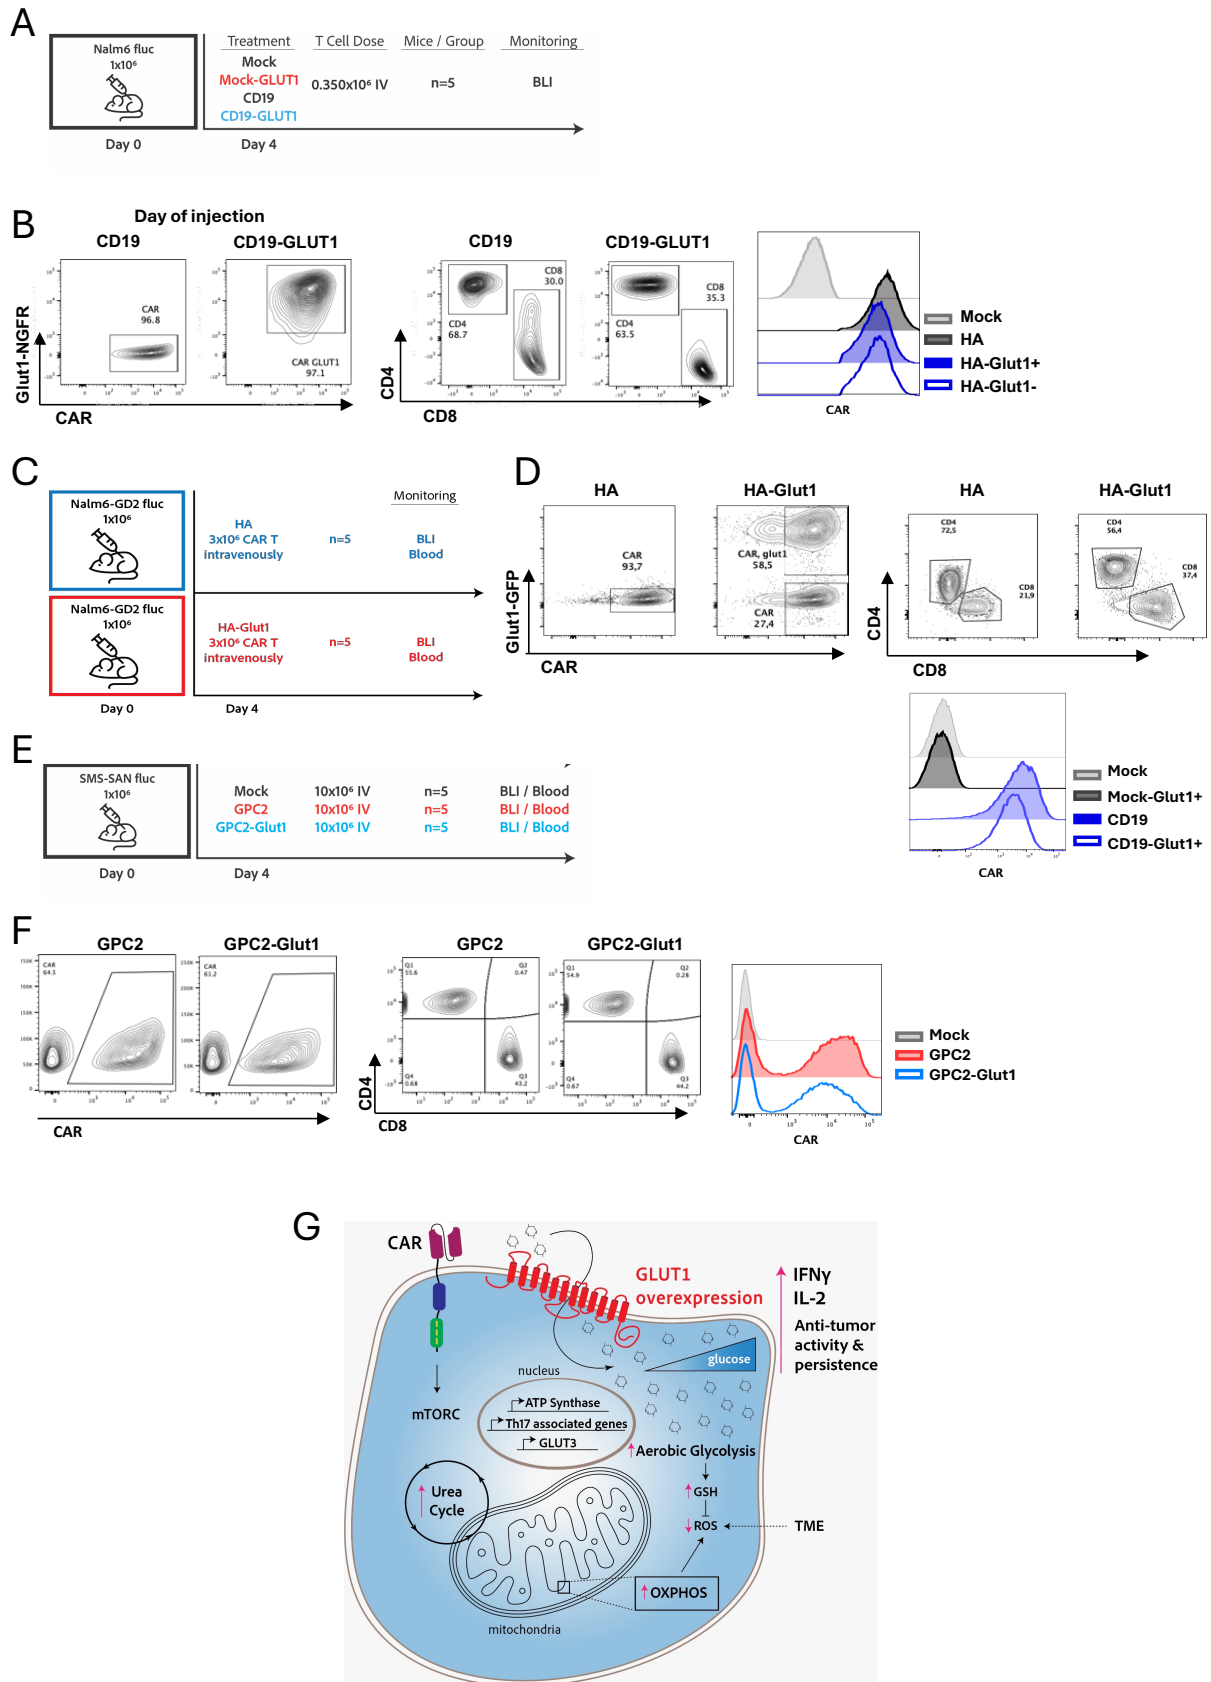 A
Nalm6 fluc
1x10⁶
Day 0
Treatment T Cell Dose Mice / Group Monitoring
Mock
Mock-GLUT1
CD19
CD19-GLUT1
0.350x10⁶ IV n=5 BLI
Day 4
B
Day of injection
CD19 CD19-GLUT1
CAR
96.8
CAR GLUT1
97.1
Glut1-NGFR
CAR
CD19 CD19-GLUT1
CD8
30.0
CD4
68.7
CD8
35.3
CD4
63.5
CD4
CD8
CAR
Mock
HA
HA-Glut1+
HA-Glut1-
C
Monitoring
Nalm6-GD2 fluc
1x10⁶
HA
3x10⁶ CAR T
intravenously
n=5
BLI
Blood
Nalm6-GD2 fluc
1x10⁶
HA-Glut1
3x10⁶ CAR T
intravenously
n=5
BLI
Blood
Day 0 Day 4
D
HA HA-Glut1
CAR
93,7
CAR, glut1
58,5
CAR
27,4
Glut1-GFP
CAR
HA HA-Glut1
CD4
72,5
CD8
21,9
CD4
56,4
CD8
37,4
CD4
CD8
CAR
Mock
Mock-Glut1+
CD19
CD19-Glut1+
E
SMS-SAN fluc
1x10⁶
Mock 10x10⁶ IV n=5 BLI / Blood
GPC2 10x10⁶ IV n=5 BLI / Blood
GPC2-Glut1 10x10⁶ IV n=5 BLI / Blood
Day 0 Day 4
F
GPC2 GPC2-Glut1
CAR
64.5
CAR
61.2
250K
200K
150K
100K
50K
0
CAR
GPC2 GPC2-Glut1
Q1
55.6
Q2
0.47
Q4
0.68
Q3
43.2
Q1
54.9
Q2
0.28
Q4
0.67
Q3
44.2
CD4
CD8
0 10³ 10⁴ 10⁵
CAR
Mock
GPC2
GPC2-Glut1
G
CAR
GLUT1
overexpression
IFNγ
IL-2
Anti-tumor
activity &
persistence
glucose
nucleus
ATP Synthase
Th17 associated genes
GLUT3
mTORC
Aerobic Glycolysis
GSH
ROS
TME
Urea
Cycle
OXPHOS
mitochondria